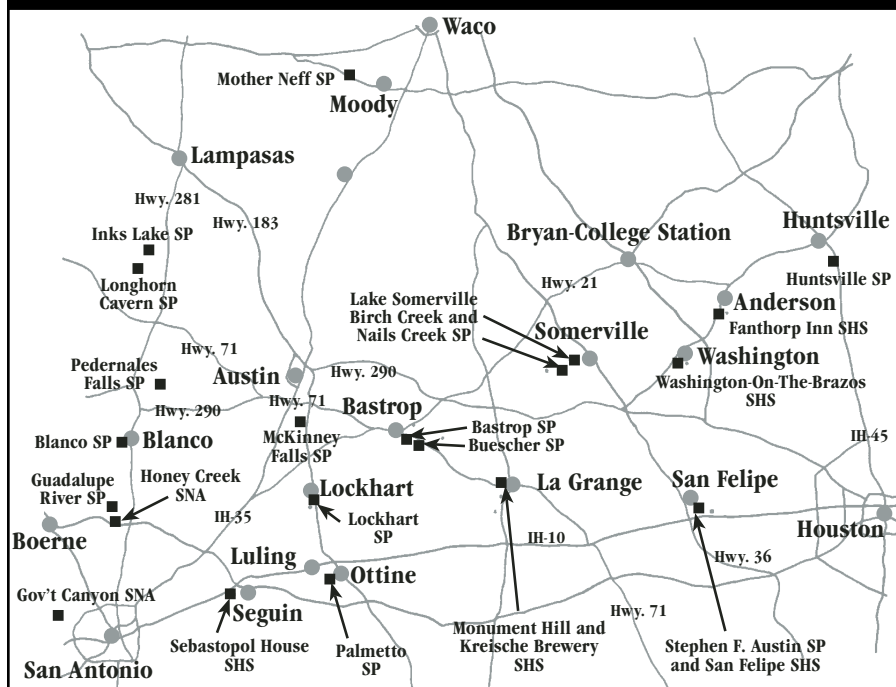 Waco
Mother Neff SP
Moody
Lampasas
Hwy. 281
Hwy. 183
Inks Lake SP
Longhorn
Cavern SP
Bryan-College Station
Huntsville
Huntsville SP
Hwy. 21
Lake Somerville
Birch Creek and
Nails Creek SP
Somerville
Anderson
Fanthorp Inn SHS
Washington
Washington-On-The-Brazos
SHS
Hwy. 71
Pedernales
Falls SP
Austin
Hwy. 290
Hwy. 290
Hwy. 71
Bastrop
Blanco SP
Blanco
McKinney
Falls SP
Bastrop SP
Buescher SP
IH-45
Guadalupe
River SP
Honey Creek
SNA
Lockhart
Lockhart
SP
La Grange
San Felipe
Houston
IH-35
IH-10
Boerne
Luling
Ottine
Hwy. 36
Gov't Canyon SNA
Seguin
Hwy. 71
Sebastopol House
SHS
Palmetto
SP
Monument Hill and
Kreische Brewery
SHS
Stephen F. Austin SP
and San Felipe SHS
San Antonio